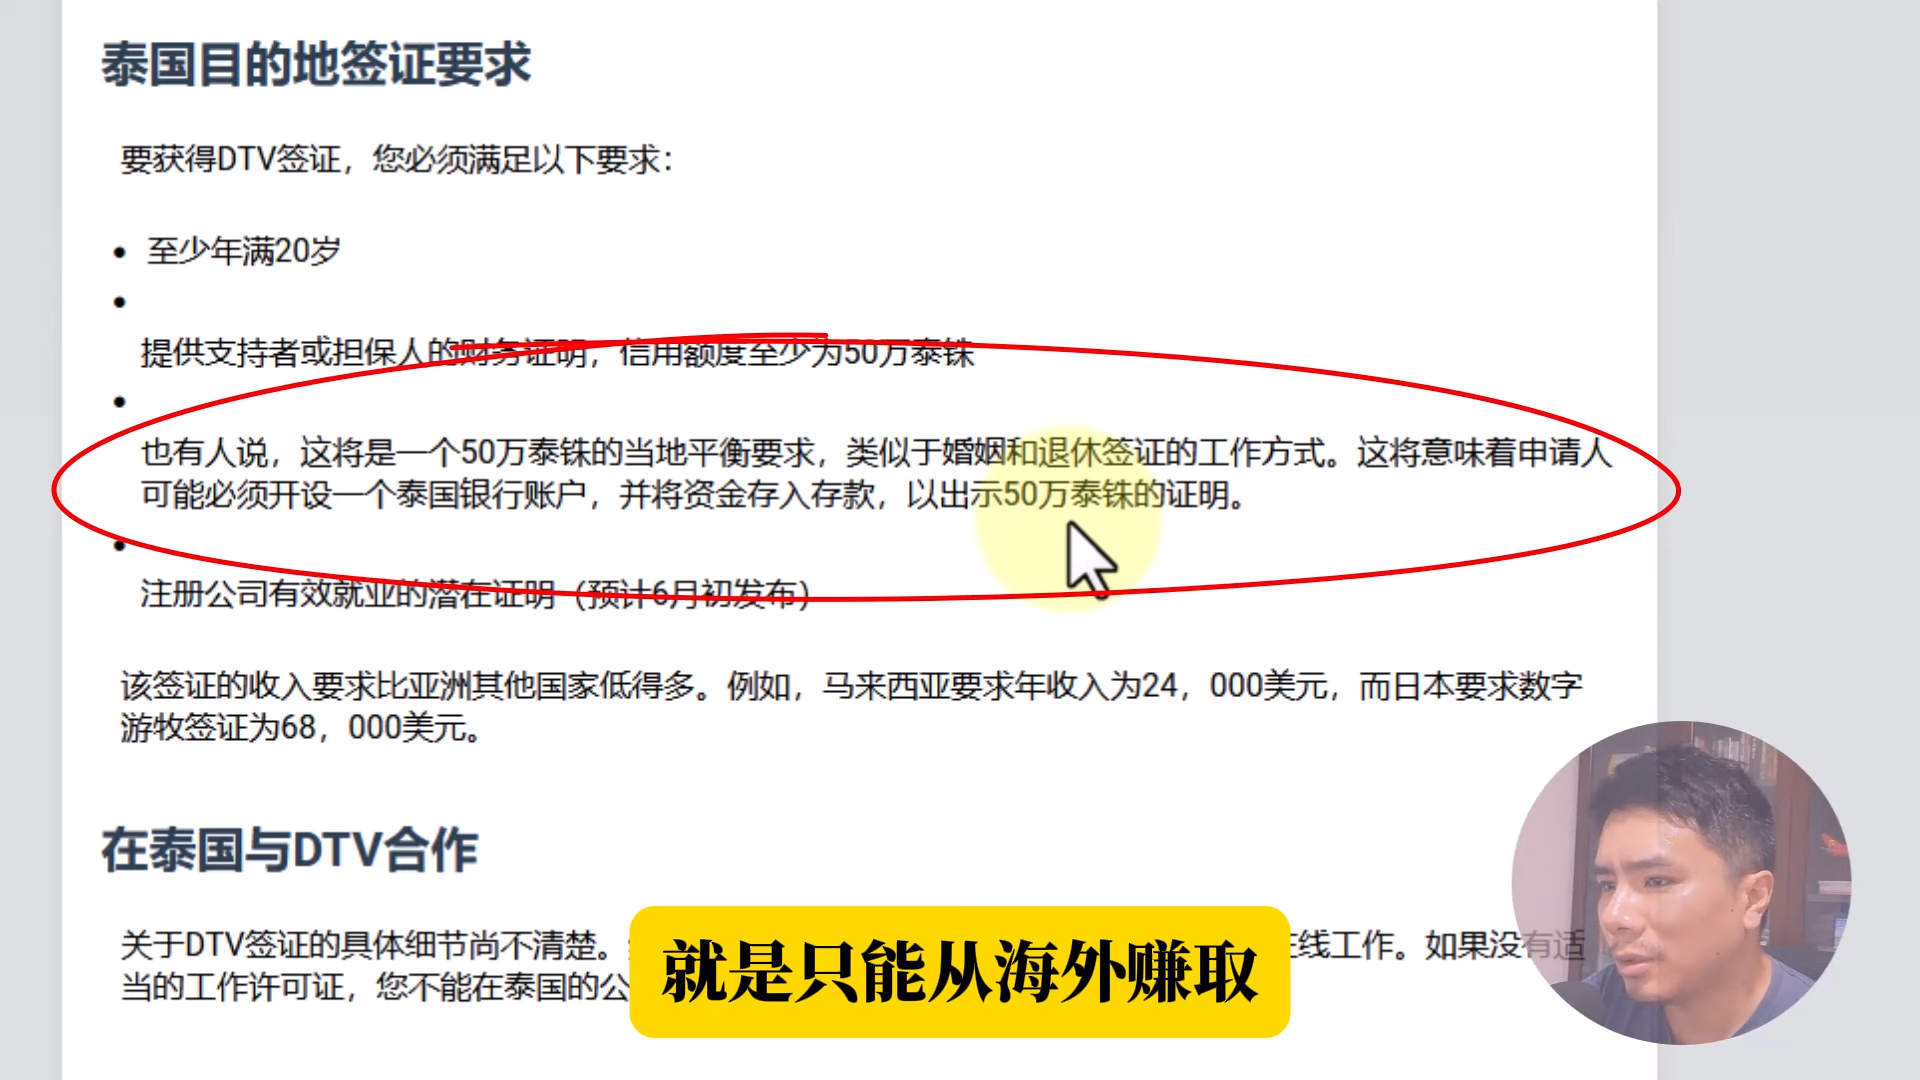 泰国目的地签证要求
要获得DTV签证，您必须满足以下要求：
至少年满20岁
提供支持者或担保人的财务证明，信用额度至少为50万泰铢
也有人说，这将是一个50万泰铢的当地平衡要求，类似于婚姻和退休签证的工作方式。这将意味着申请人
可能必须开设一个泰国银行账户，并将资金存入存款，以出示50万泰铢的证明。
注册公司有效就业的潜在证明（预计6月初发布）
该签证的收入要求比亚洲其他国家低得多。例如，马来西亚要求年收入为24，000美元，而日本要求数字
游牧签证为68，000美元。
在泰国与DTV合作
关于DTV签证的具体细节尚不清楚。 线工作。如果没有适
当的工作许可证，您不能在泰国的公
就是只能从海外赚取